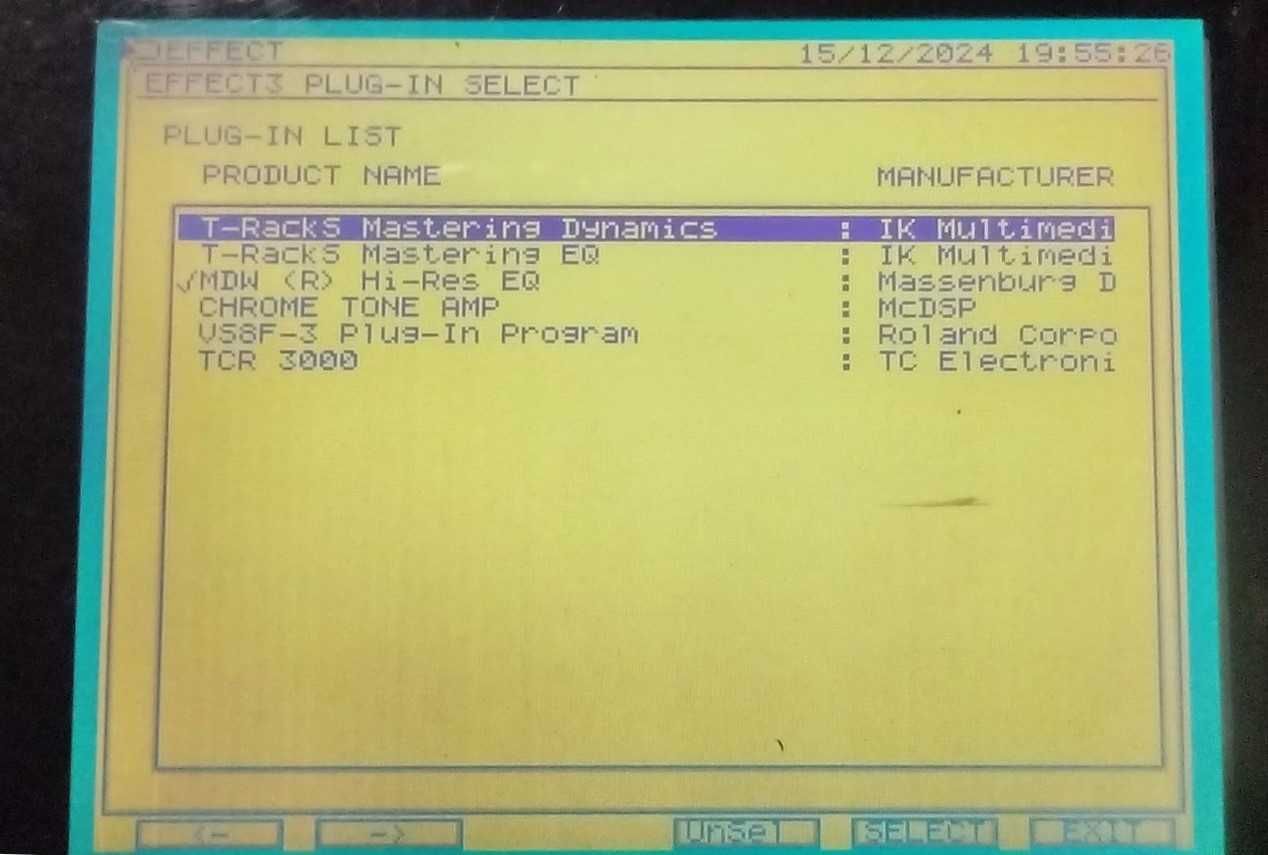 EFFECT 15/12/2024 19:55:26
EFFECT3 PLUG-IN SELECT
PLUG-IN LIST
PRODUCT NAME MANUFACTURER
T-RackS Mastering Dynamics : IK Multimedi
T-RackS Mastering EQ : IK Multimedi
✓MDW (R) Hi-Res EQ : Massenburg D
CHROME TONE AMP : McDSP
VS8F-3 Plug-In Program : Roland Corpo
TCR 3000 : TC Electroni
<- -> Unsel SELECT EXIT